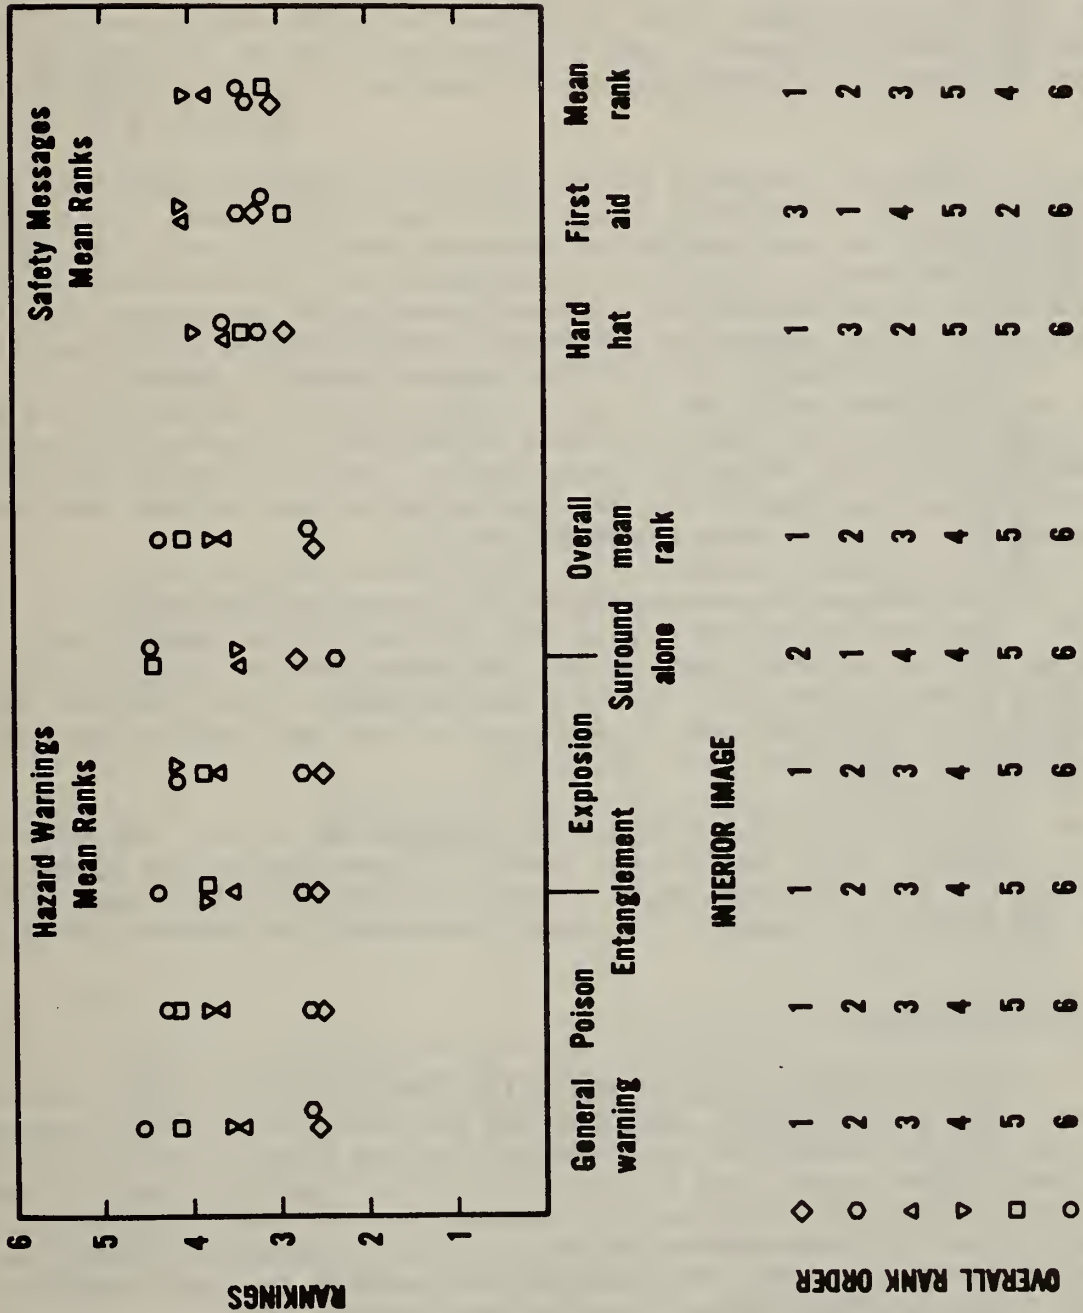 Hazard Warnings
Mean Ranks
Safety Messages
Mean Ranks
6
5
4
3
2
1
RANKINGS
General warning
Poison
Entanglement
Explosion
Surround alone
Overall mean rank
Hard hat
First aid
Mean rank
INTERIOR IMAGE
OVERALL RANK ORDER
◇ 1 1 1 1 2 1 1 3 1
⬡ 2 2 2 2 1 2 3 1 2
△ 3 3 3 3 4 3 2 4 3
▽ 4 4 4 4 4 4 5 5 5
□ 5 5 5 5 5 5 5 2 4
○ 6 6 6 6 6 6 6 6 6